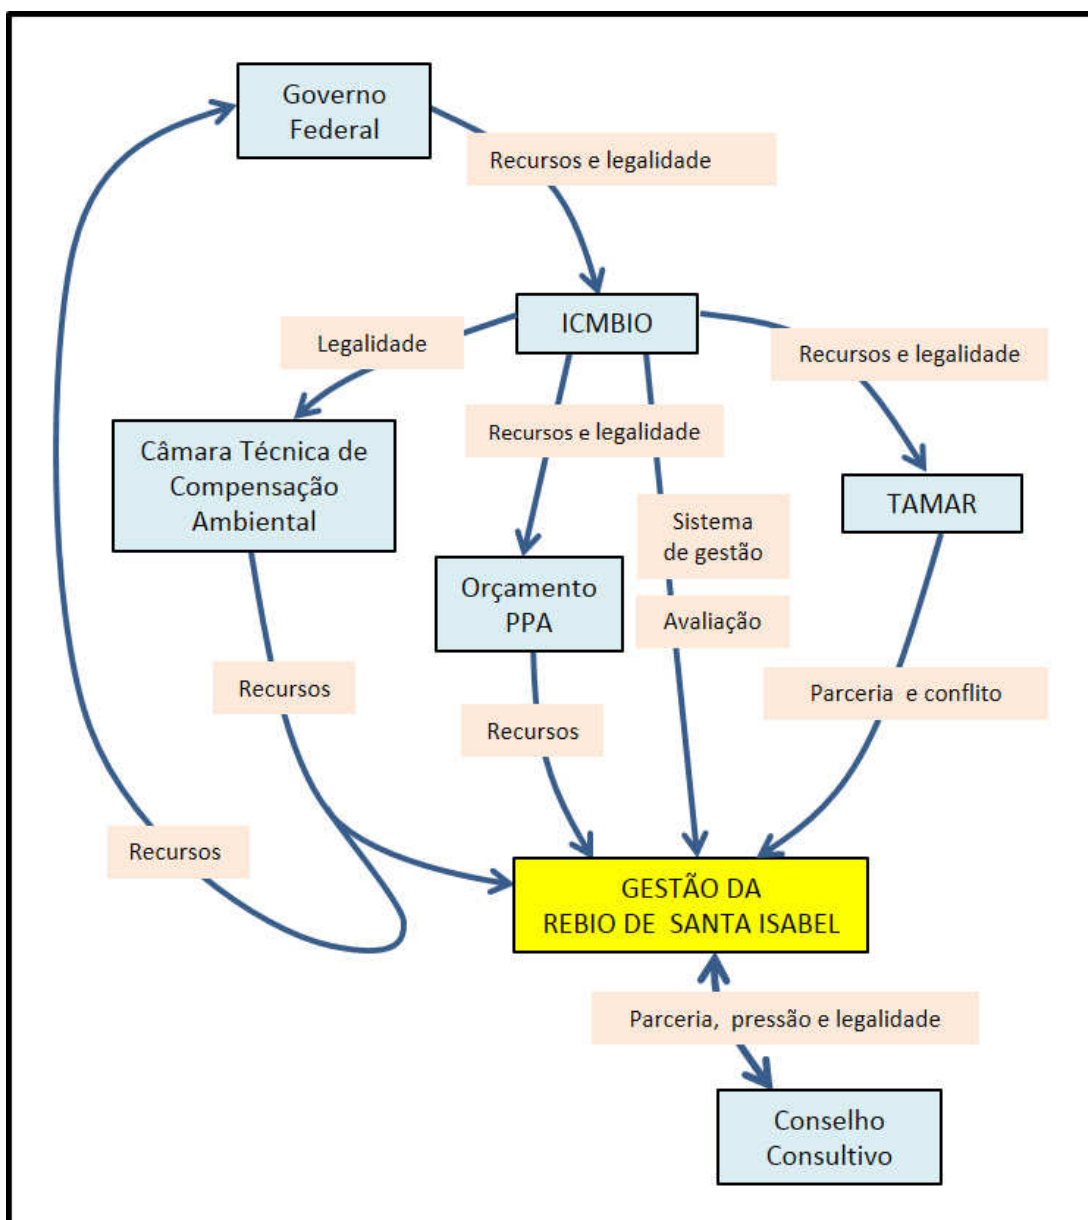 Governo
Federal
Recursos e legalidade
ICMBIO
Legalidade
Recursos e legalidade
Câmara Técnica de
Compensação
Ambiental
Recursos e legalidade
TAMAR
Sistema
de gestão
Orçamento
PPA
Avaliação
Recursos
Parceria e conflito
Recursos
Recursos
GESTÃO DA
REBIO DE SANTA ISABEL
Parceria, pressão e legalidade
Conselho
Consultivo